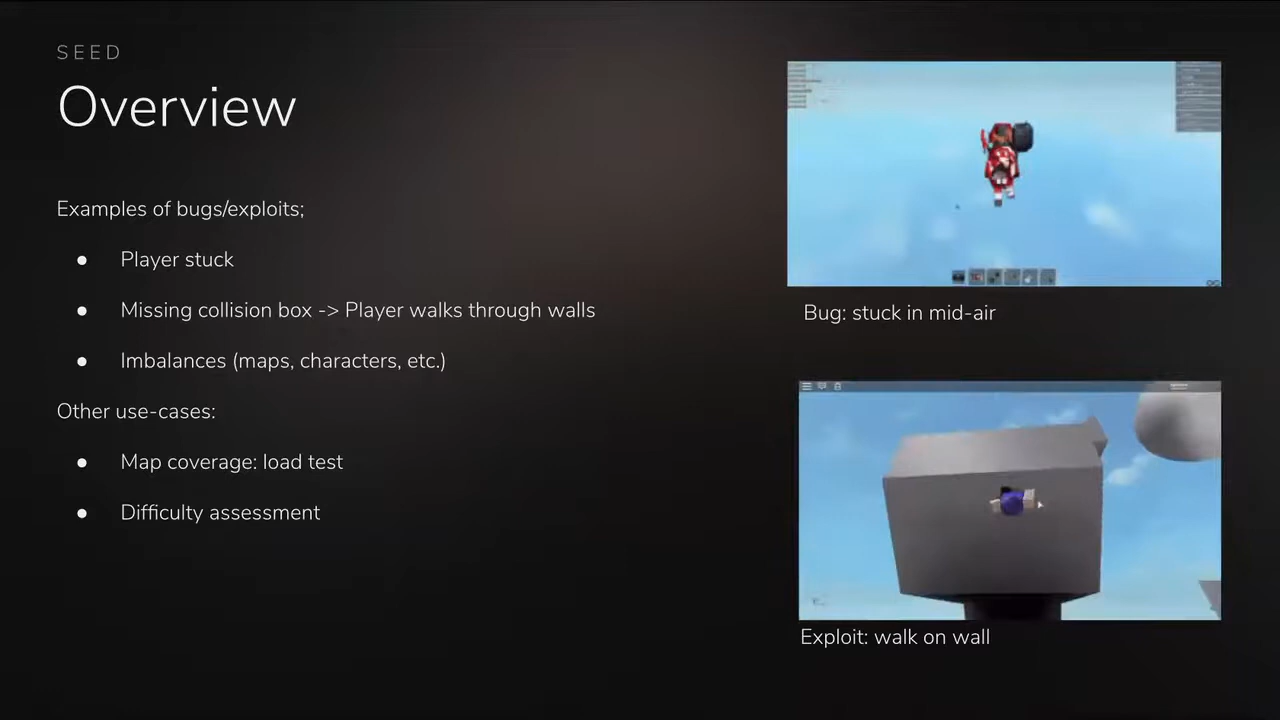 SEED
Overview
Examples of bugs/exploits;
● Player stuck
● Missing collision box -> Player walks through walls
● Imbalances (maps, characters, etc.)
Other use-cases:
● Map coverage: load test
● Difficulty assessment
Bug: stuck in mid-air
Exploit: walk on wall